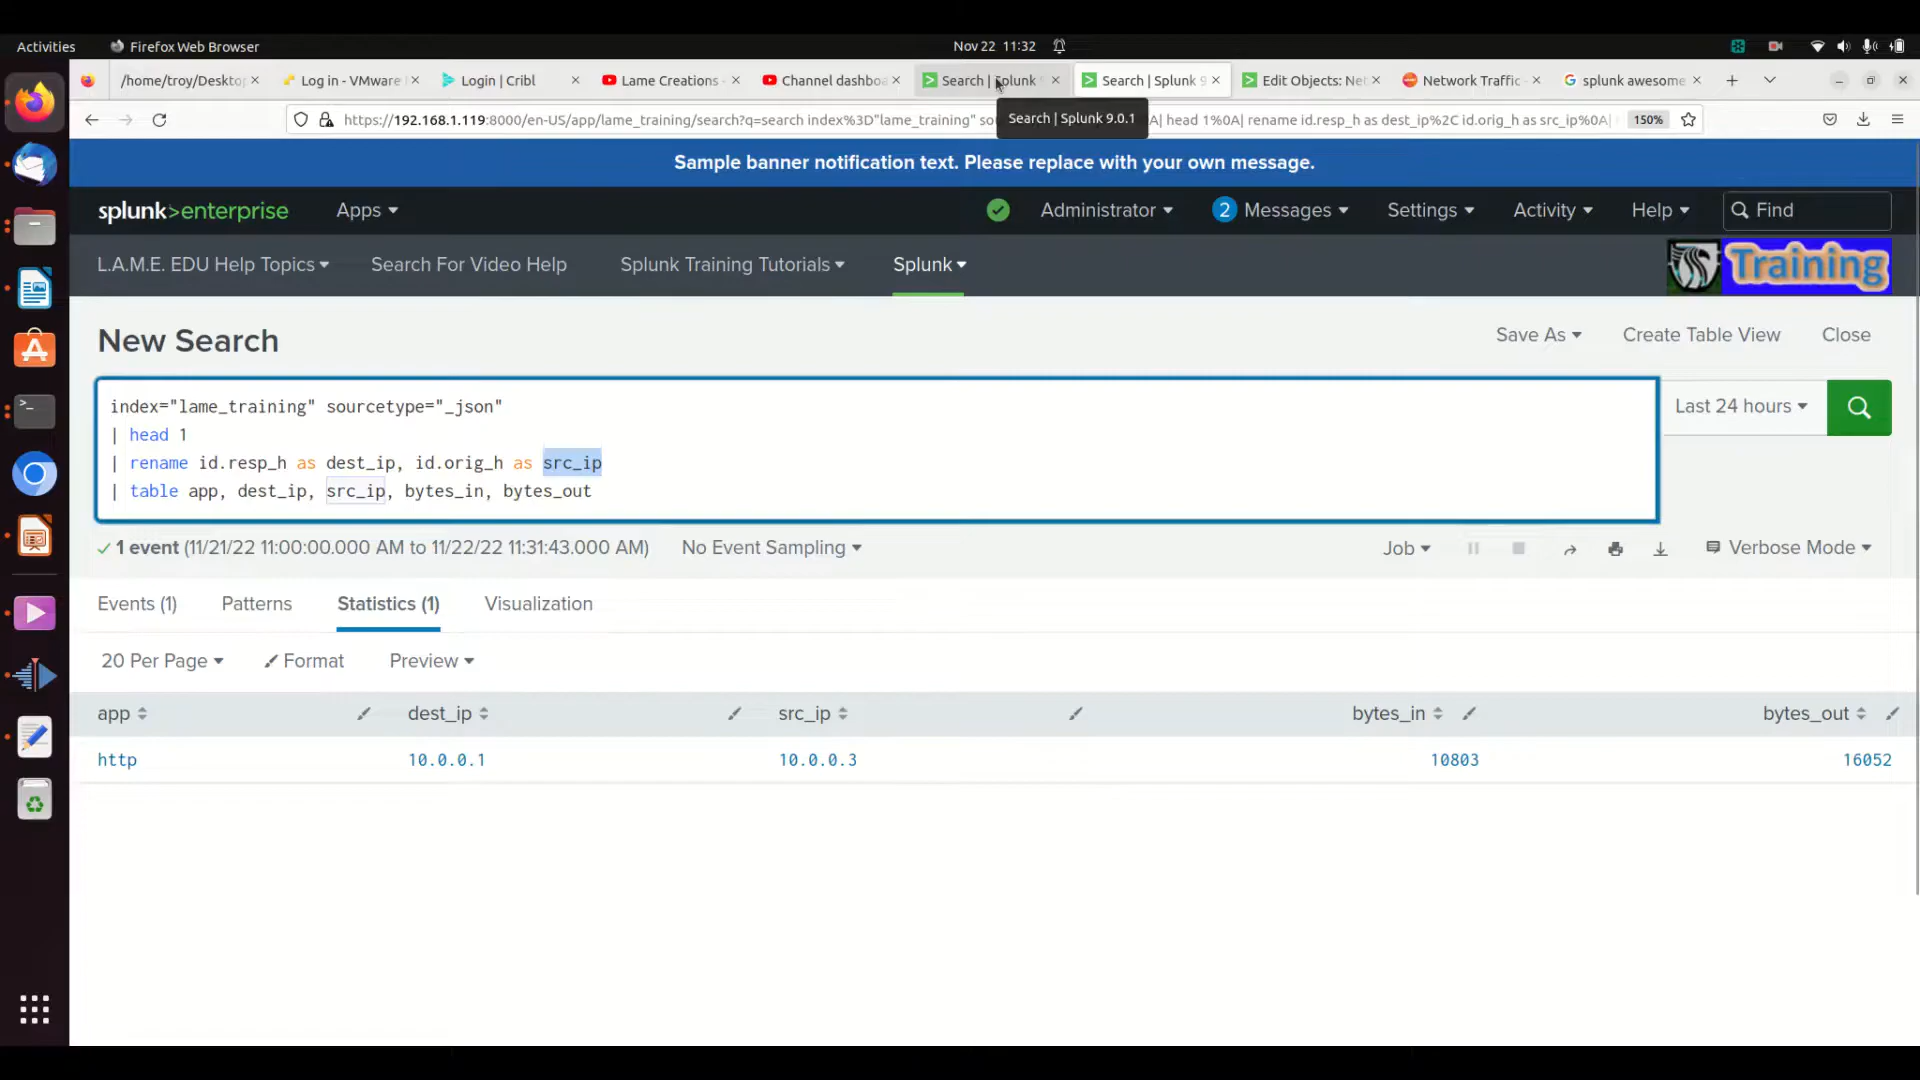 Activities
Firefox Web Browser
Nov 22 11:32
/home/troy/Desktop
Log in - VMware
Login | Cribl
Lame Creations -
Channel dashboa
Search | Splunk 9
Search | Splunk 9
Edit Objects: Net
Network Traffic -
splunk awesome
https://192.168.1.119:8000/en-US/app/lame_training/search?q=search index%3D"lame_training" so
A| head 1%0A| rename id.resp_h as dest_ip%2C id.orig_h as src_ip%0A|
150%
Search | Splunk 9.0.1
Sample banner notification text. Please replace with your own message.
splunk>enterprise
Apps
Administrator
2 Messages
Settings
Activity
Help
Find
L.A.M.E. EDU Help Topics
Search For Video Help
Splunk Training Tutorials
Splunk
Training
New Search
Save As
Create Table View
Close
index="lame_training" sourcetype="_json"
| head 1
| rename id.resp_h as dest_ip, id.orig_h as src_ip
| table app, dest_ip, src_ip, bytes_in, bytes_out
Last 24 hours
1 event (11/21/22 11:00:00.000 AM to 11/22/22 11:31:43.000 AM)
No Event Sampling
Job
Verbose Mode
Events (1)
Patterns
Statistics (1)
Visualization
20 Per Page
Format
Preview
app
dest_ip
src_ip
bytes_in
bytes_out
http
10.0.0.1
10.0.0.3
10803
16052